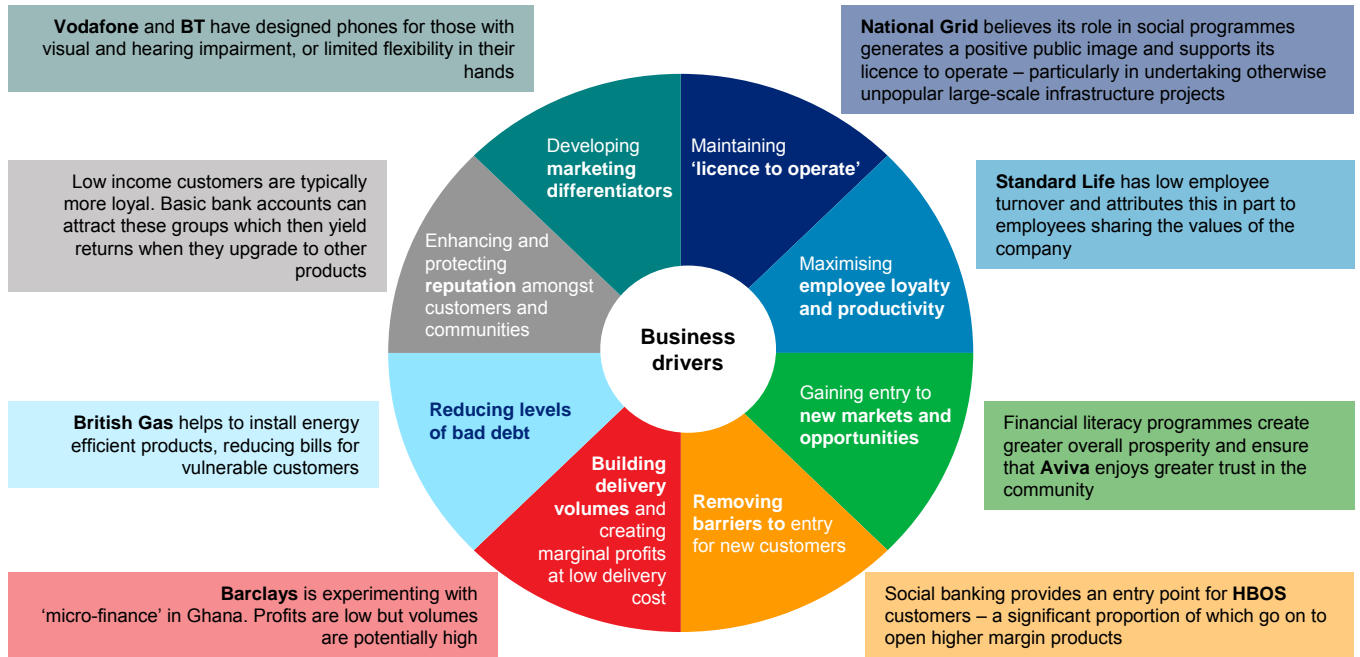 Vodafone and BT have designed phones for those with
visual and hearing impairment, or limited flexibility in their
hands
National Grid believes its role in social programmes
generates a positive public image and supports its
licence to operate – particularly in undertaking otherwise
unpopular large-scale infrastructure projects
Developing
marketing
differentiators
Maintaining
‘licence to operate’
Low income customers are typically
more loyal. Basic bank accounts can
attract these groups which then yield
returns when they upgrade to other
products
Standard Life has low employee
turnover and attributes this in part to
employees sharing the values of the
company
Enhancing and
protecting
reputation amongst
customers and
communities
Maximising
employee loyalty
and productivity
Business
drivers
Reducing levels
of bad debt
Gaining entry to
new markets and
opportunities
British Gas helps to install energy
efficient products, reducing bills for
vulnerable customers
Financial literacy programmes create
greater overall prosperity and ensure
that Aviva enjoys greater trust in the
community
Building
delivery
volumes and
creating
marginal profits
at low delivery
cost
Removing
barriers to entry
for new customers
Barclays is experimenting with
‘micro-finance’ in Ghana. Profits are low but volumes
are potentially high
Social banking provides an entry point for HBOS
customers – a significant proportion of which go on to
open higher margin products